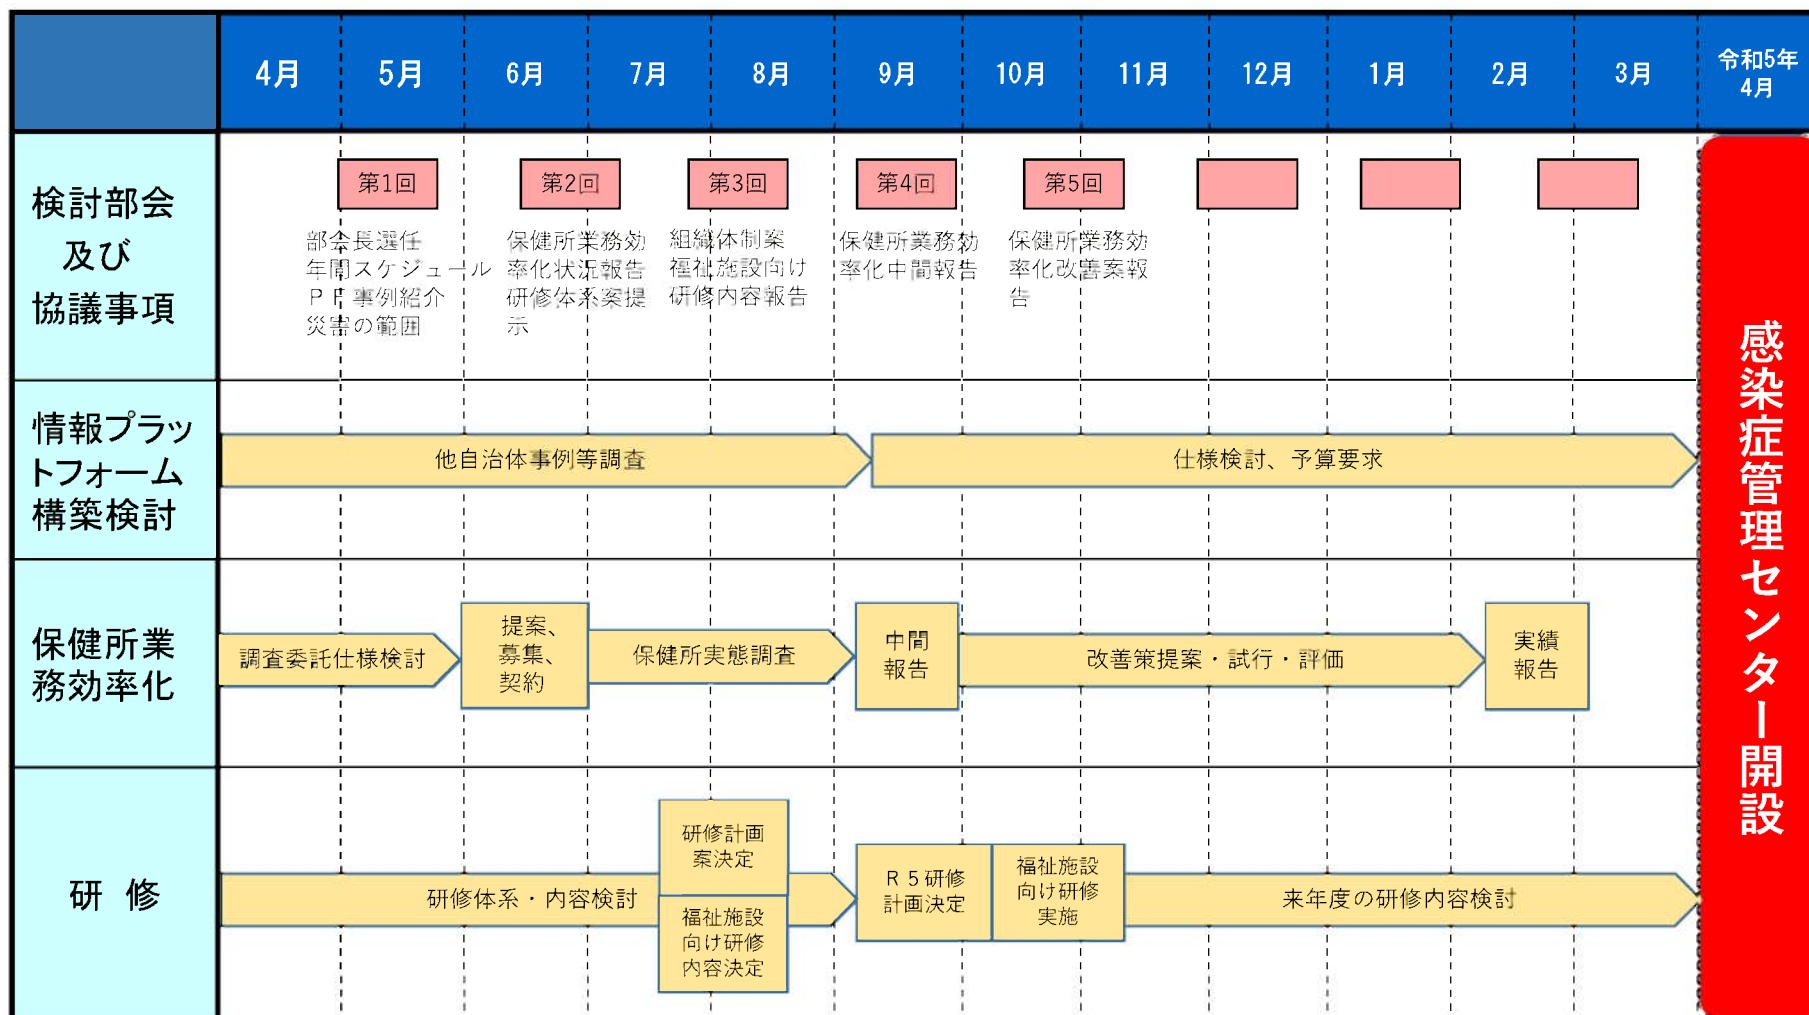 4月
5月
6月
7月
8月
9月
10月
11月
12月
1月
2月
3月
令和5年
4月
検討部会
及び
協議事項
第1回
第2回
第3回
第4回
第5回
部会長選任
年間スケジュール
ＰＦ事例紹介
災害の範囲
保健所業務効
率化状況報告
研修体系案提
示
組織体制案
福祉施設向け
研修内容報告
保健所業務効
率化中間報告
保健所業務効
率化改善案報
告
情報プラッ
トフォーム
構築検討
他自治体事例等調査
仕様検討、予算要求
保健所業
務効率化
調査委託仕様検討
提案、
募集、
契約
保健所実態調査
中間
報告
改善策提案・試行・評価
実績
報告
研 修
研修体系・内容検討
研修計画
案決定
福祉施設
向け研修
内容決定
Ｒ５研修
計画決定
福祉施設
向け研修
実施
来年度の研修内容検討
感染症管理センター開設